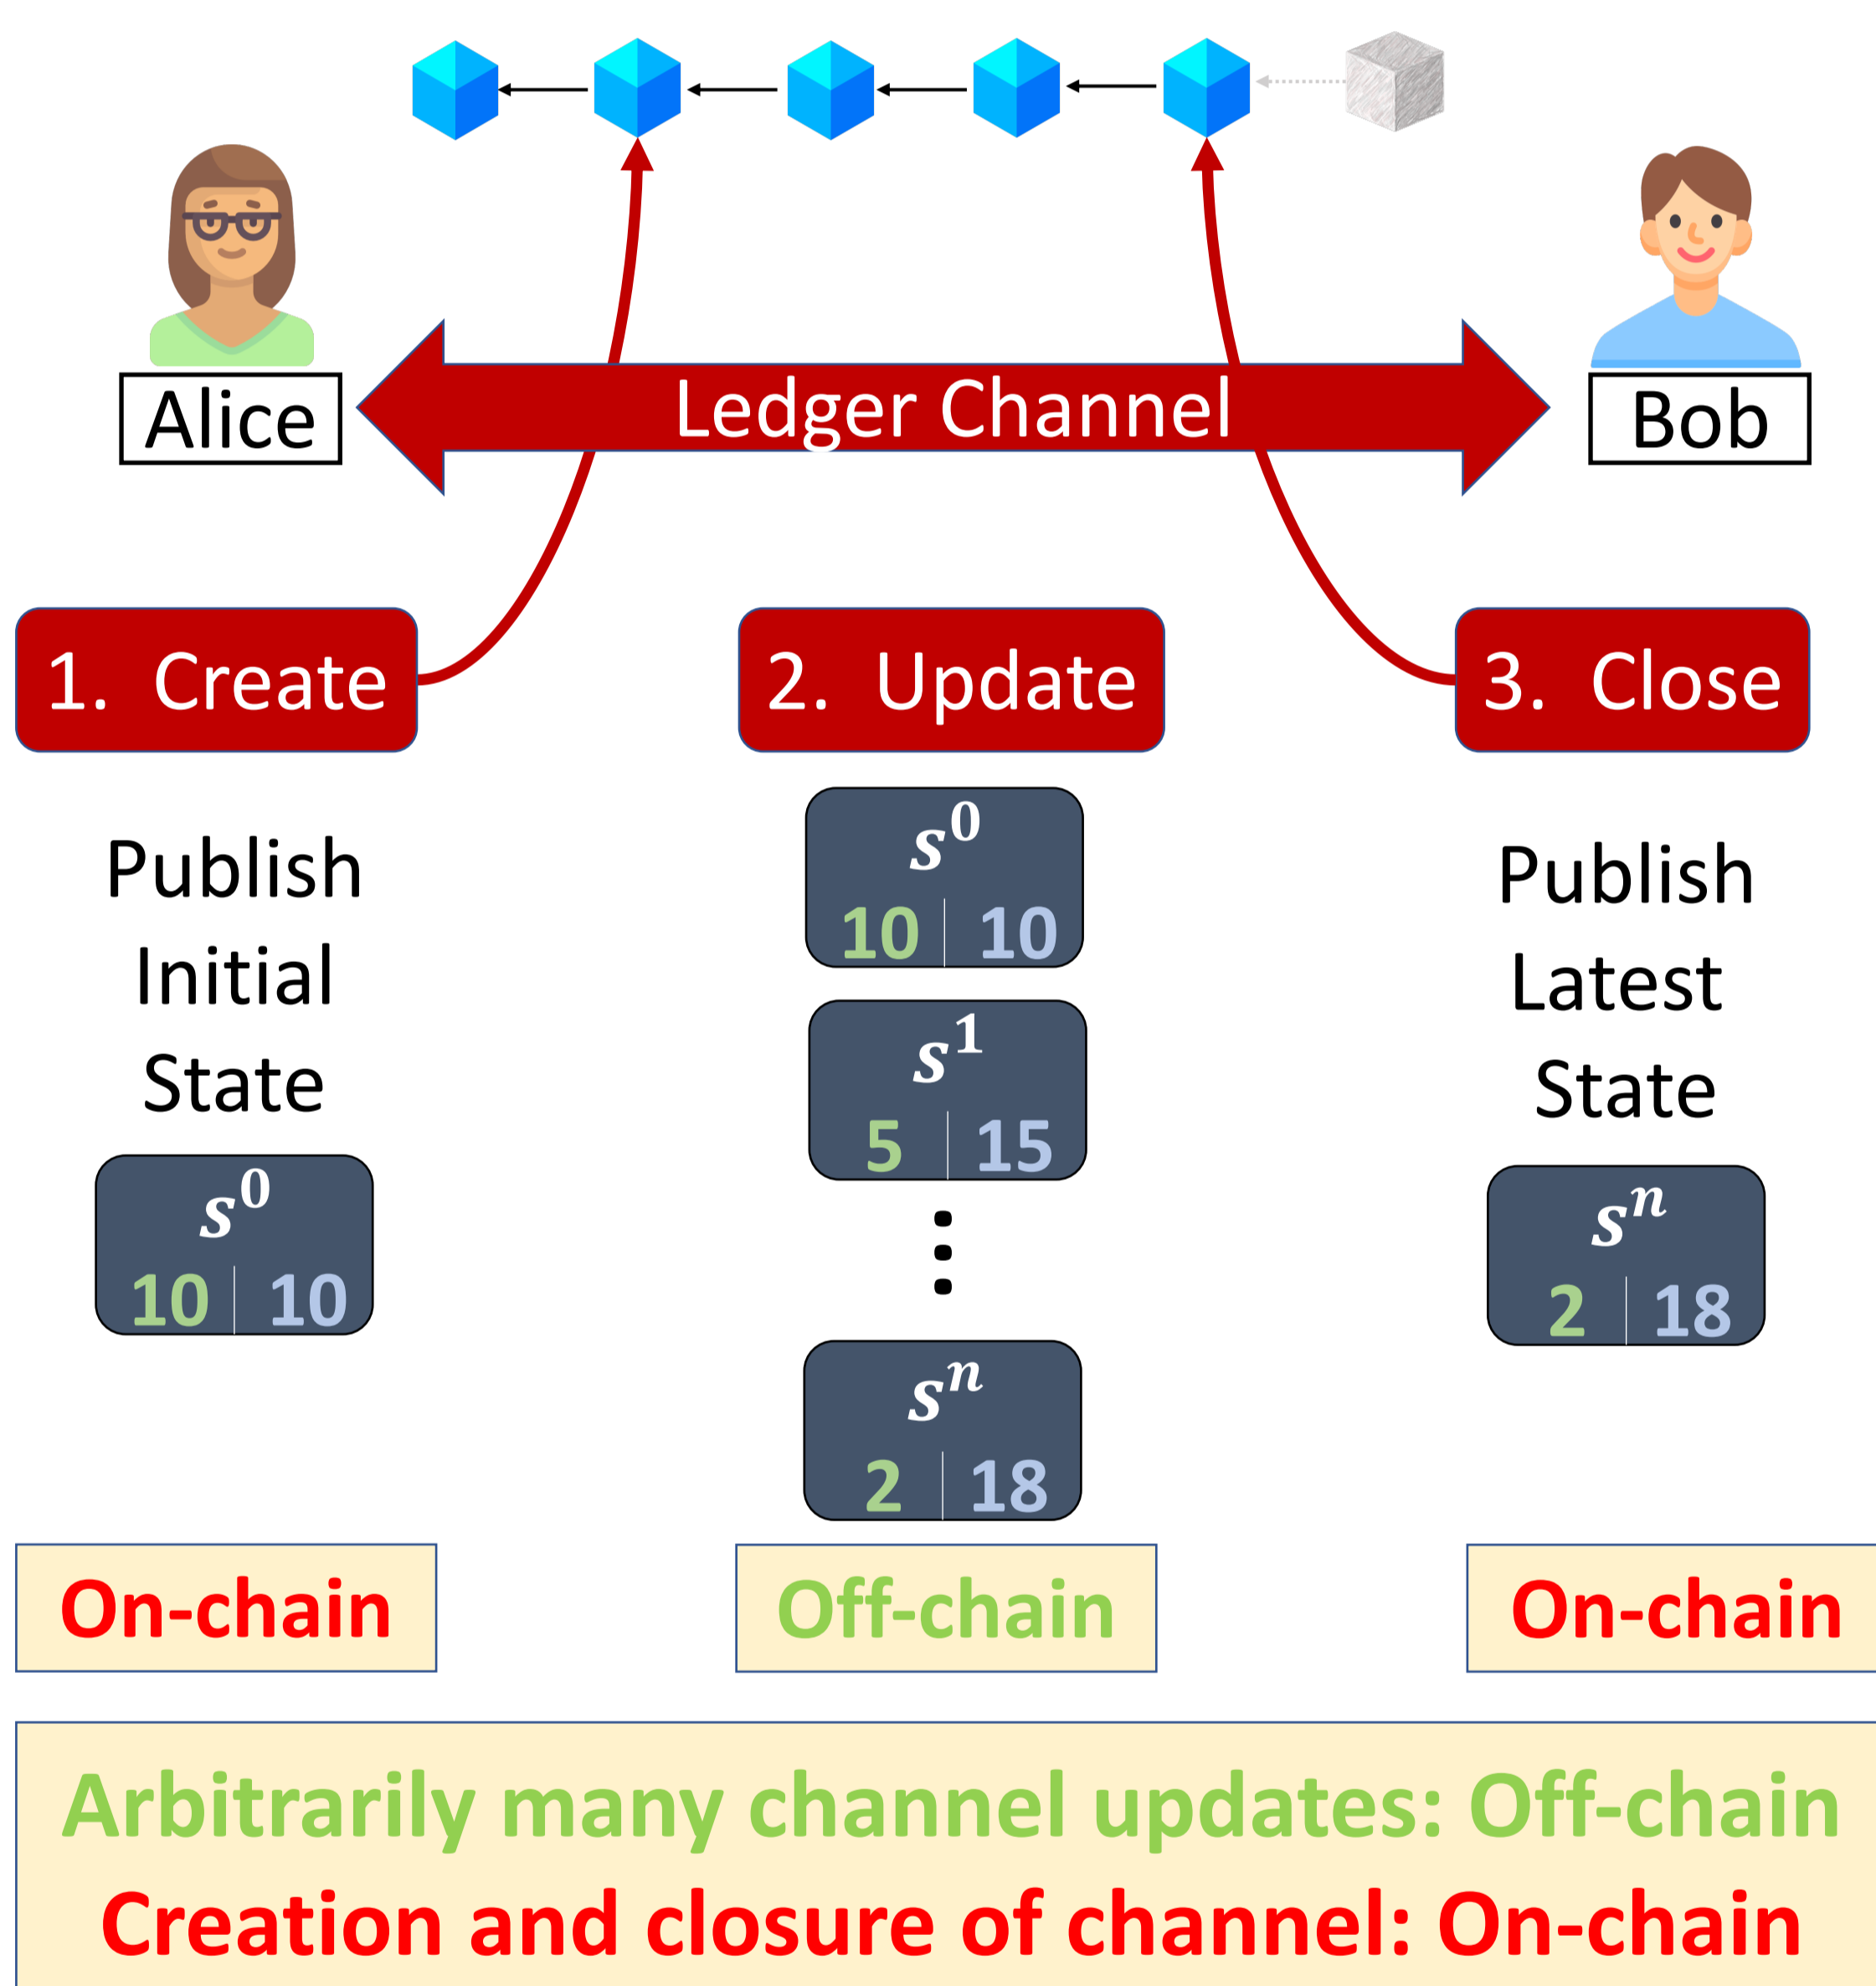 Alice
Ledger Channel
Bob
1. Create
2. Update
3. Close
Publish
Initial
State
s⁰
10 10
s⁰
10 10
s¹
5 15
sⁿ
2 18
Publish
Latest
State
sⁿ
2 18
On-chain
Off-chain
On-chain
Arbitrarily many channel updates: Off-chain
Creation and closure of channel: On-chain